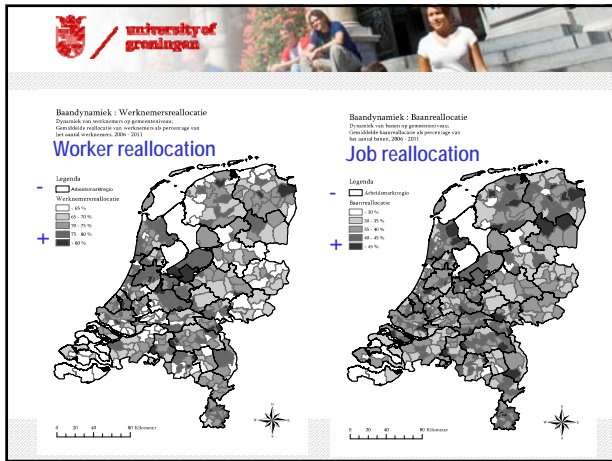 university of
groningen
Baandynamiek : Werknemersreallocatie
Dynamiek van werknemers op gemeenteniveau;
Gemiddelde reallocatie van werknemers als percentage van
het aantal werknemers, 2006 - 2011
Worker reallocation
Legenda
-
Arbeidsmarktregio
Werknemersreallocatie
< 65 %
65 - 70 %
70 - 75 %
+
75 - 80 %
> 80 %
0 20 40 80 Kilometer
N
W E
S
Baandynamiek : Baanreallocatie
Dynamiek van banen op gemeenteniveau;
Gemiddelde baanreallocatie als percentage van
het aantal banen, 2006 - 2011
Job reallocation
Legenda
-
Arbeidsmarktregio
Baanreallocatie
< 30 %
30 - 35 %
35 - 40 %
+
40 - 45 %
> 45 %
0 20 40 80 Kilometer
N
W E
S